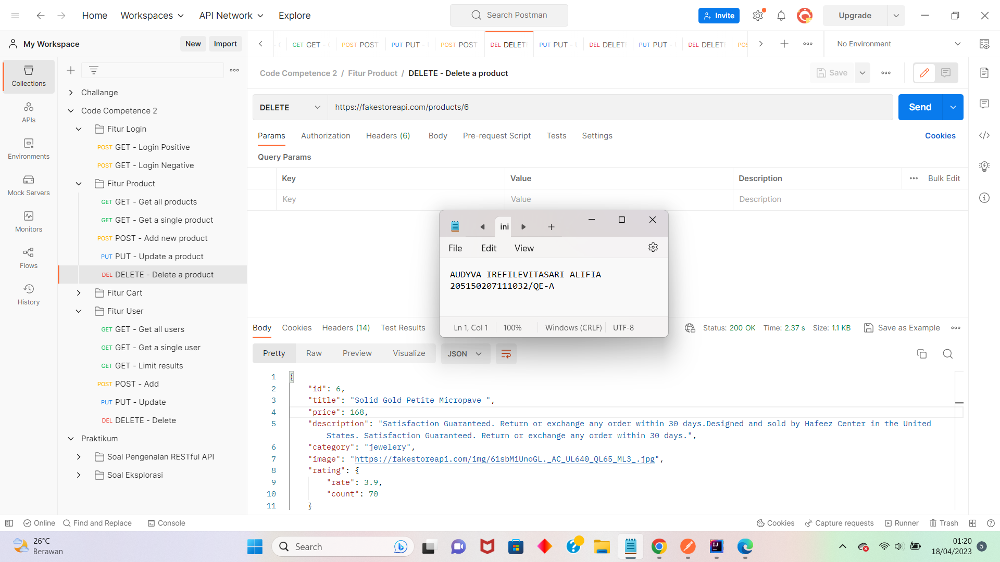 Home
Workspaces
API Network
Explore
Search Postman
Invite
Upgrade
My Workspace
New
Import
GET GET -
POST POST
PUT PUT -
POST POST
DEL DELET
PUT PUT -
DEL DELET
PUT PUT -
DEL DELET
POS
No Environment
Collections
APIs
Environments
Mock Servers
Monitors
Flows
History
Challange
Code Competence 2
Fitur Login
POST GET - Login Positive
POST GET - Login Negative
Fitur Product
GET GET - Get all products
GET GET - Get a single product
POST POST - Add new product
PUT PUT - Update a product
DEL DELETE - Delete a product
Fitur Cart
Fitur User
GET GET - Get all users
GET GET - Get a single user
GET GET - Limit results
POST POST - Add
PUT PUT - Update
DEL DELETE - Delete
Praktikum
Soal Pengenalan RESTful API
Soal Eksplorasi
Code Competence 2 / Fitur Product / DELETE - Delete a product
Save
DELETE
https://fakestoreapi.com/products/6
Send
Params
Authorization
Headers (6)
Body
Pre-request Script
Tests
Settings
Cookies
Query Params
Key
Value
Description
Bulk Edit
Key
Value
Description
ini
File
Edit
View
AUDYVA IREFILEVITASARI ALIFIA
205150207111032/QE-A
Ln 1, Col 1
100%
Windows (CRLF)
UTF-8
Body
Cookies
Headers (14)
Test Results
Status: 200 OK
Time: 2.37 s
Size: 1.1 KB
Save as Example
Pretty
Raw
Preview
Visualize
JSON
1 {
2 "id": 6,
3 "title": "Solid Gold Petite Micropave ",
4 "price": 168,
5 "description": "Satisfaction Guaranteed. Return or exchange any order within 30 days.Designed and sold by Hafeez Center in the United
States. Satisfaction Guaranteed. Return or exchange any order within 30 days.",
6 "category": "jewelery",
7 "image": "https://fakestoreapi.com/img/61sbMiUnoGL._AC_UL640_QL65_ML3_.jpg",
8 "rating": {
9 "rate": 3.9,
10 "count": 70
11 }
Online
Find and Replace
Console
Cookies
Capture requests
Runner
Trash
26°C
Berawan
Search
01:20
18/04/2023
5